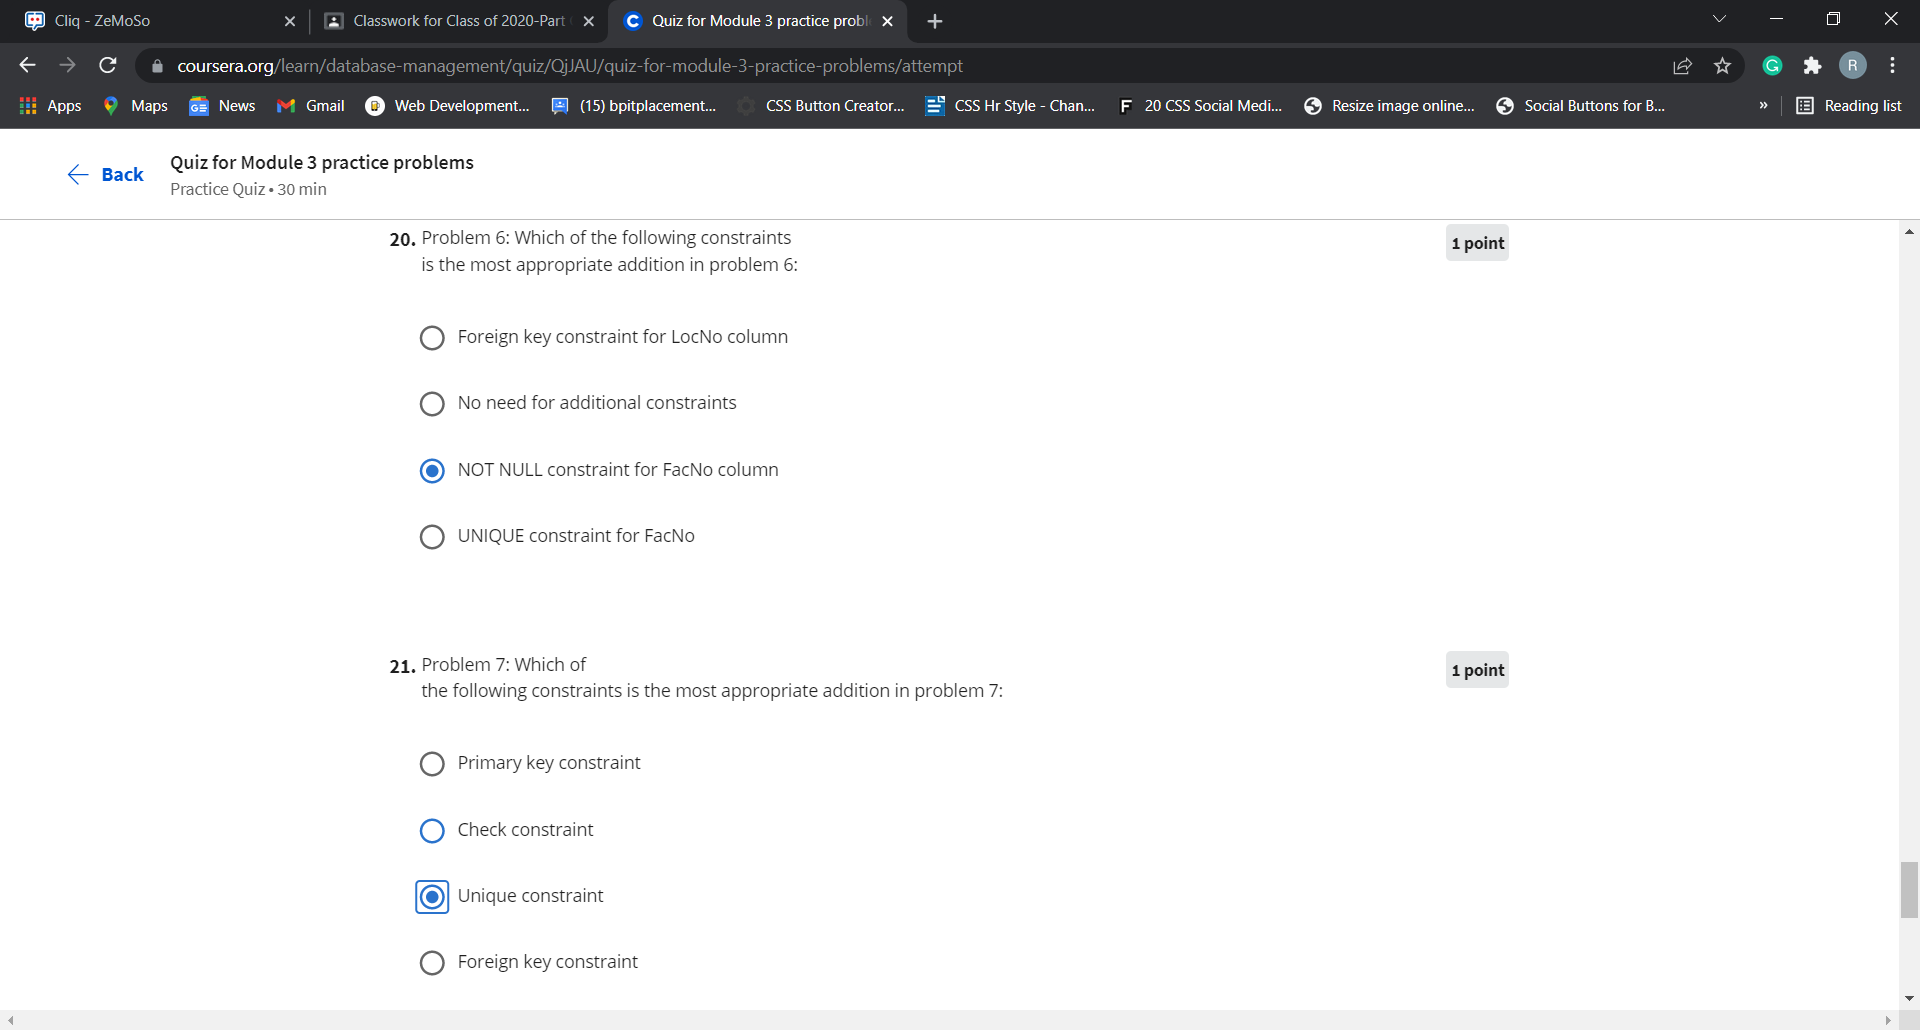 Cliq - ZeMoSo
Classwork for Class of 2020-Part
Quiz for Module 3 practice probl
coursera.org/learn/database-management/quiz/QjJAU/quiz-for-module-3-practice-problems/attempt
G
R
Apps
Maps
GE
News
Gmail
Web Development...
(15) bpitplacement...
CSS Button Creator...
CSS Hr Style - Chan...
F
20 CSS Social Medi...
Resize image online...
Social Buttons for B...
»
Reading list
Back
Quiz for Module 3 practice problems
Practice Quiz • 30 min
20. Problem 6: Which of the following constraints
is the most appropriate addition in problem 6:
1 point
Foreign key constraint for LocNo column
No need for additional constraints
NOT NULL constraint for FacNo column
UNIQUE constraint for FacNo
21. Problem 7: Which of
the following constraints is the most appropriate addition in problem 7:
1 point
Primary key constraint
Check constraint
Unique constraint
Foreign key constraint